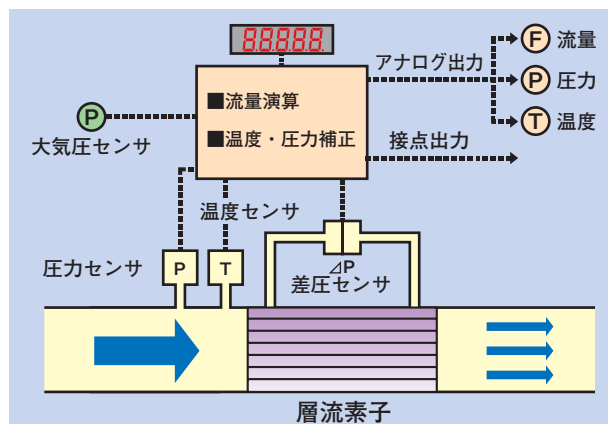 88888
アナログ出力
F 流量
P 圧力
T 温度
■流量演算
■温度・圧力補正
P
大気圧センサ
接点出力
温度センサ
圧力センサ
P
T
⊿P
差圧センサ
層流素子